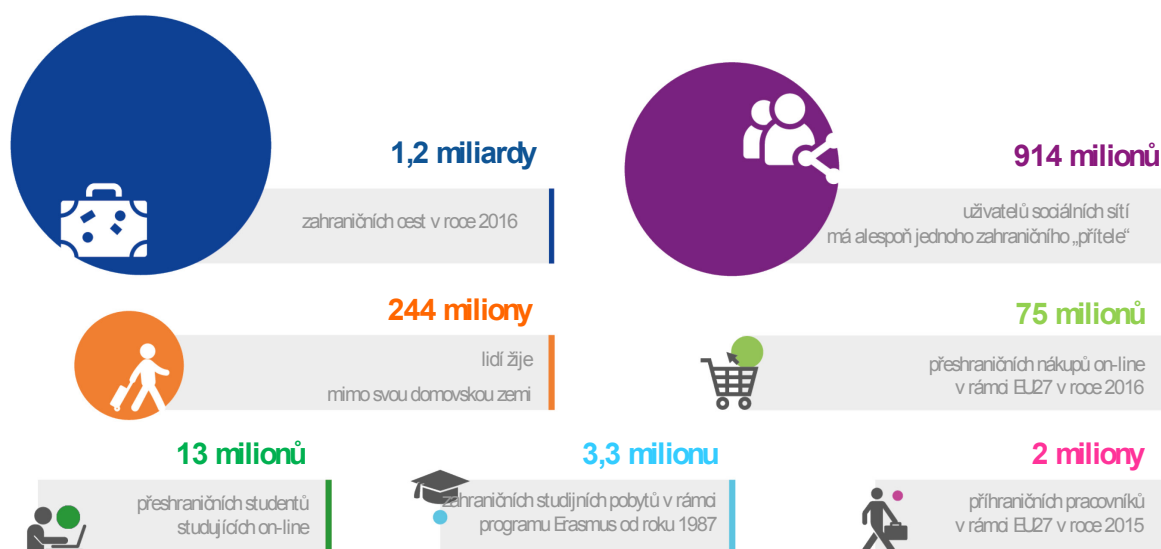 1,2 miliardy
zahraničních cest v roce 2016
914 milionů
uživatelů sociálních sítí
má alespoň jednoho zahraničního „přítele“
244 miliony
lidí žije
mimo svou domovskou zemi
75 milionů
přeshraničních nákupů on-line
v rámci EU27 v roce 2016
13 milionů
přeshraničních studentů
studujících on-line
3,3 milionu
zahraničních studijních pobytů v rámci
programu Erasmus od roku 1987
2 miliony
příhraničních pracovníků
v rámci EU27 v roce 2015